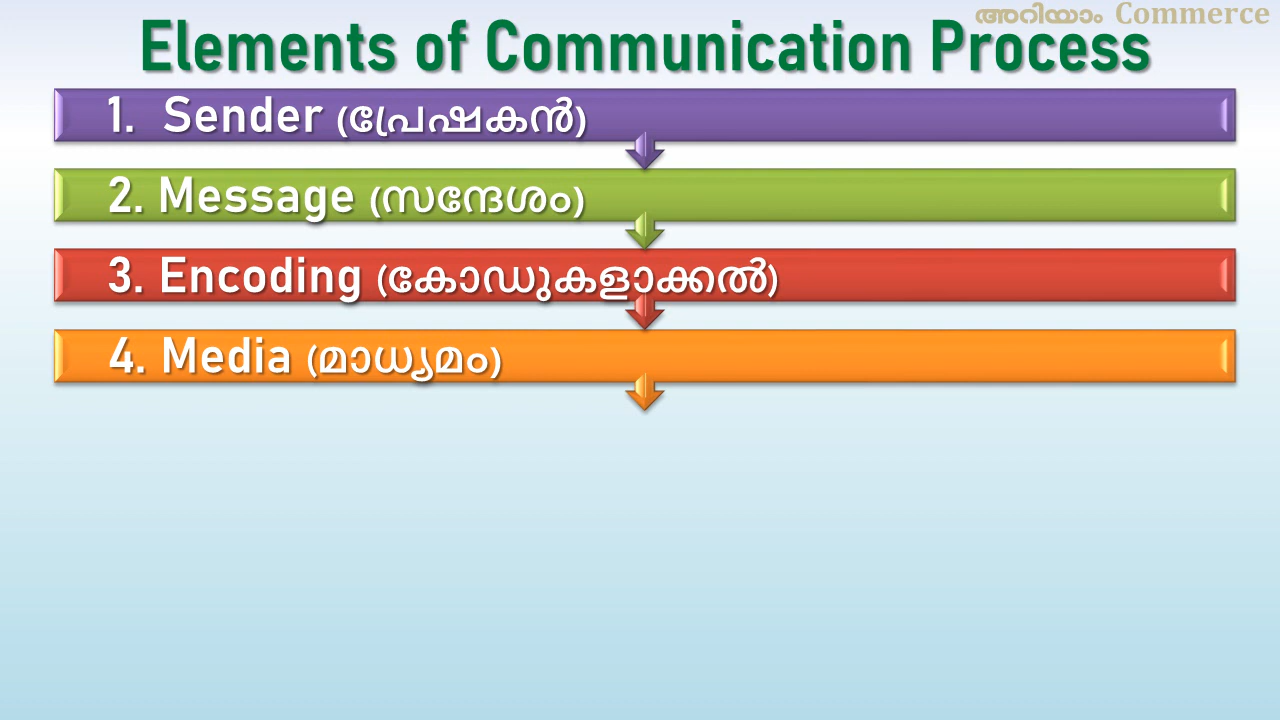 അറിയാം Commerce
Elements of Communication Process
1. Sender (പ്രേഷകൻ)
2. Message (സന്ദേശം)
3. Encoding (കോഡുകളാക്കൽ)
4. Media (മാധ്യമം)